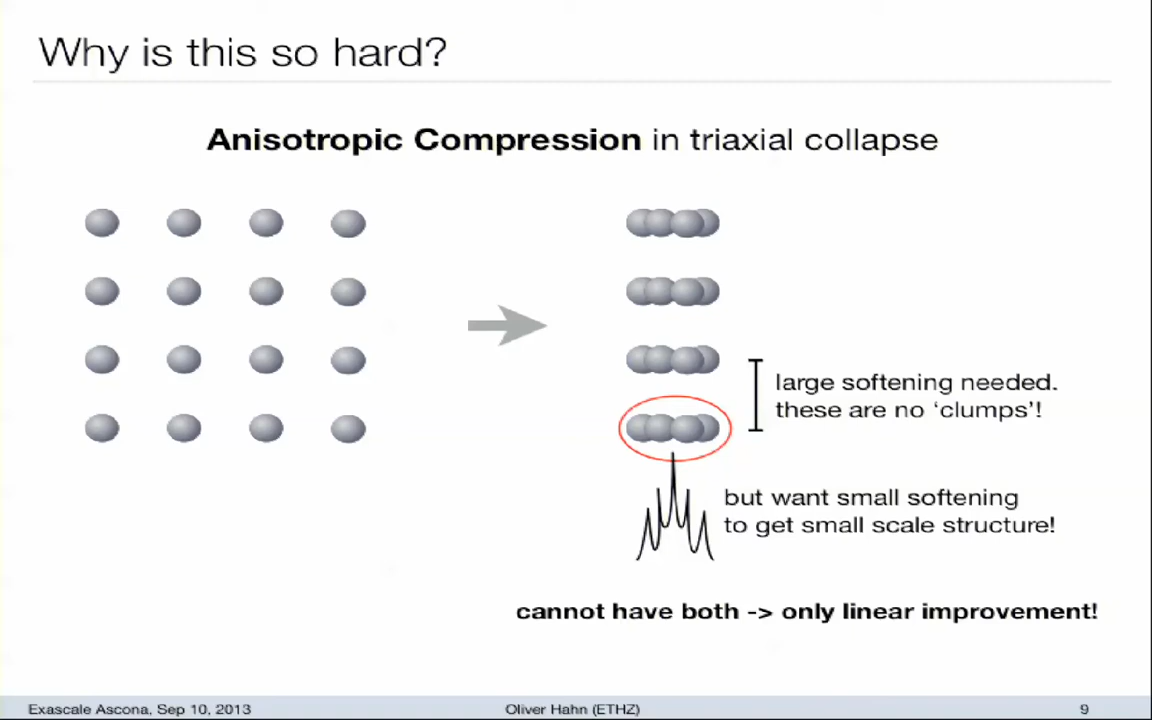 Why is this so hard?
Anisotropic Compression in triaxial collapse
large softening needed.
these are no ‘clumps’!
but want small softening
to get small scale structure!
cannot have both -> only linear improvement!
Exascale Ascona, Sep 10, 2013
Oliver Hahn (ETHZ)
9